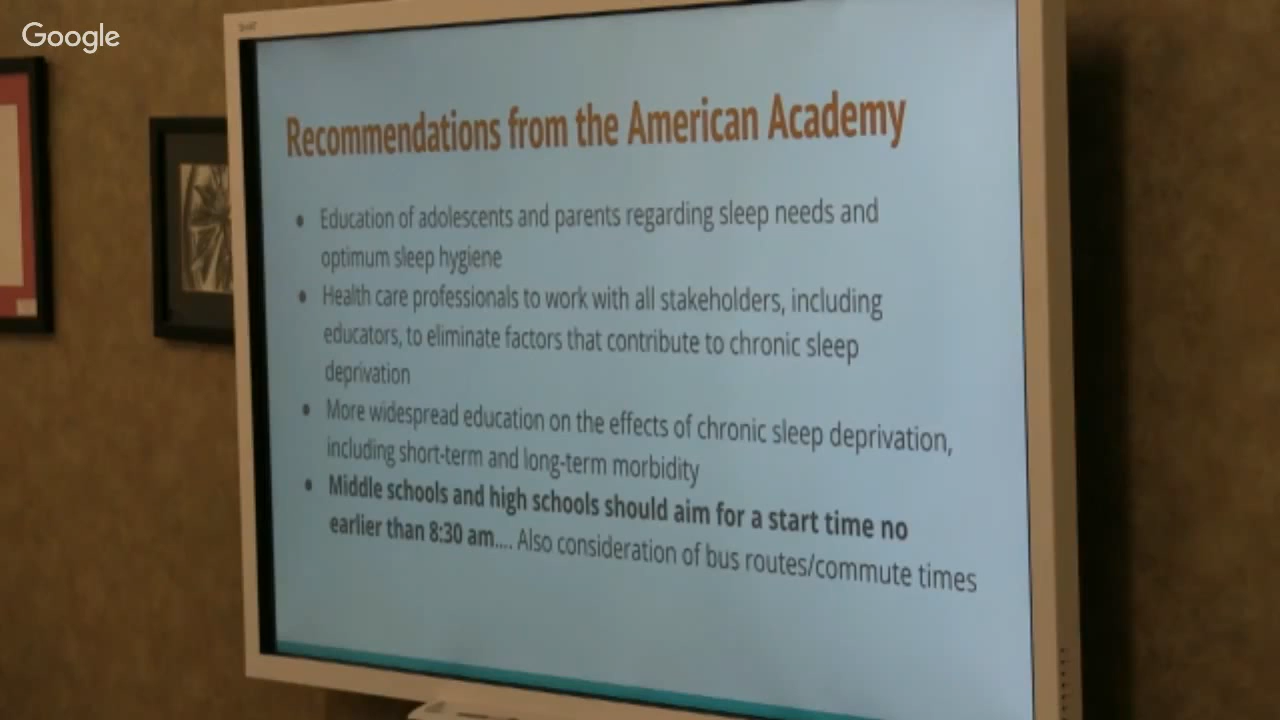 Google
Recommendations from the American Academy
• Education of adolescents and parents regarding sleep needs and
optimum sleep hygiene
• Health care professionals to work with all stakeholders, including
educators, to eliminate factors that contribute to chronic sleep
deprivation
• More widespread education on the effects of chronic sleep deprivation,
including short-term and long-term morbidity
• Middle schools and high schools should aim for a start time no
earlier than 8:30 am.... Also consideration of bus routes/commute times